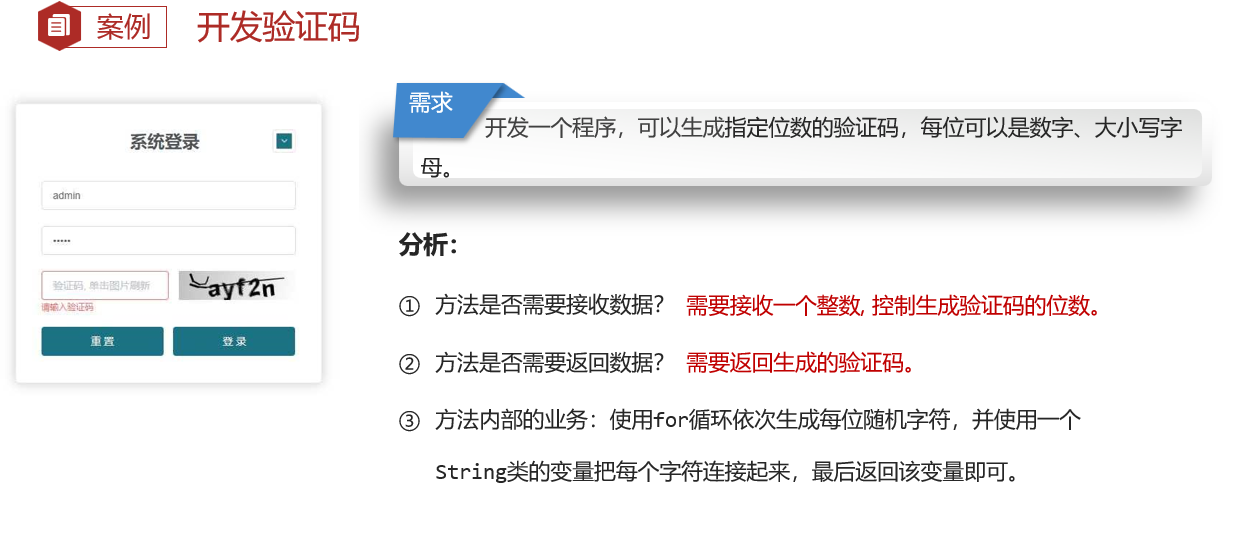 案例
开发验证码
需求
开发一个程序，可以生成指定位数的验证码，每位可以是数字、大小写字
母。
系统登录
admin
•••••
验证码, 单击图片刷新
ayf2n
请输入验证码
重 置
登 录
分析：
① 方法是否需要接收数据？ 需要接收一个整数, 控制生成验证码的位数。
② 方法是否需要返回数据？ 需要返回生成的验证码。
③ 方法内部的业务：使用for循环依次生成每位随机字符，并使用一个
String类的变量把每个字符连接起来，最后返回该变量即可。